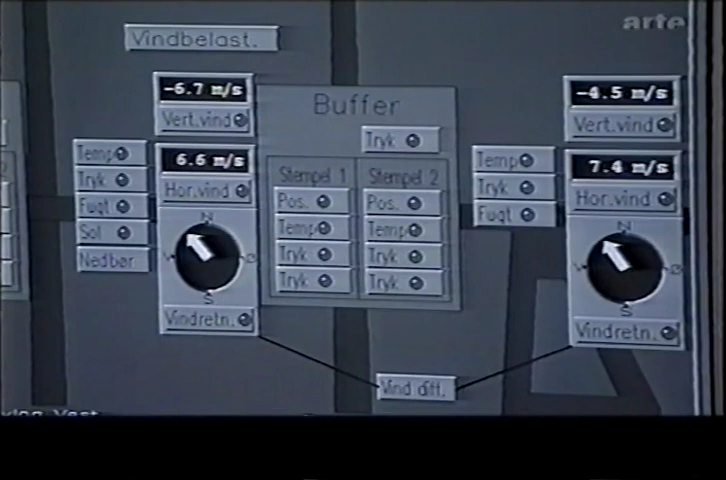 arte
Vindbelast.
-6.7 m/s
Vert.vind
6.6 m/s
Hor.vind
Temp
Tryk
Fugt
Sol
Nedbør
N
V
Ø
S
Vindretn.
Buffer
Tryk
Stempel 1
Pos.
Temp
Tryk
Tryk
Stempel 2
Pos.
Temp
Tryk
Tryk
-4.5 m/s
Vert.vind
7.4 m/s
Hor.vind
Temp
Tryk
Fugt
N
V
Ø
S
Vindretn.
Vind diff.
Vest